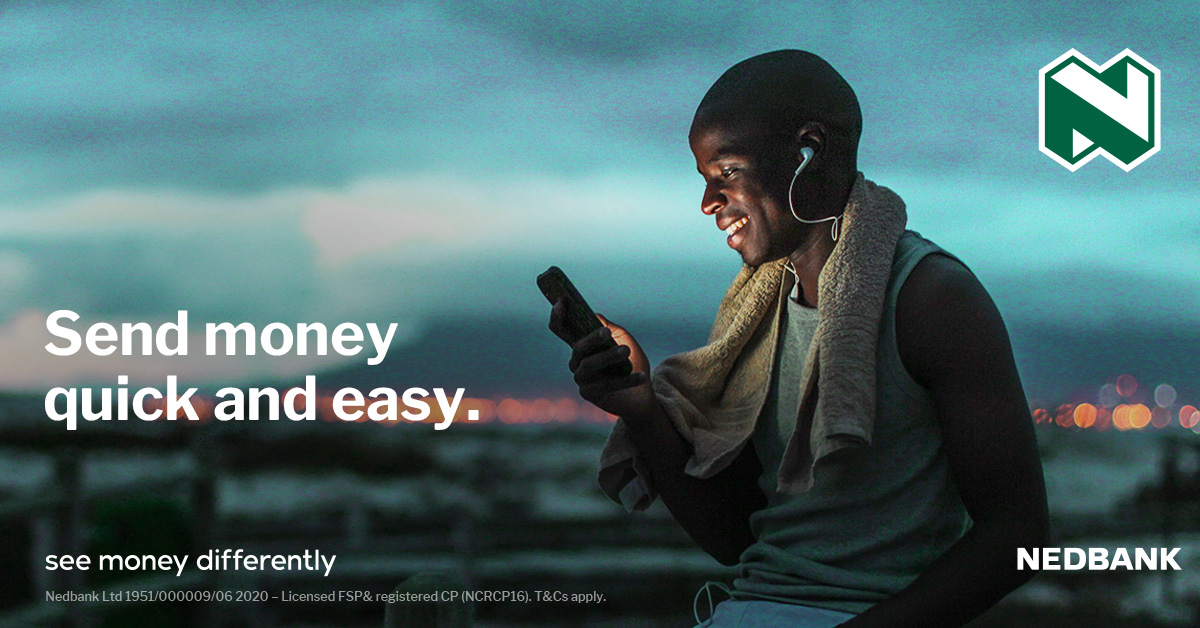 Send money
quick and easy.
see money differently
NEDBANK
Nedbank Ltd 1951/000009/06 2020 – Licensed FSP& registered CP (NCRCP16). T&Cs apply.